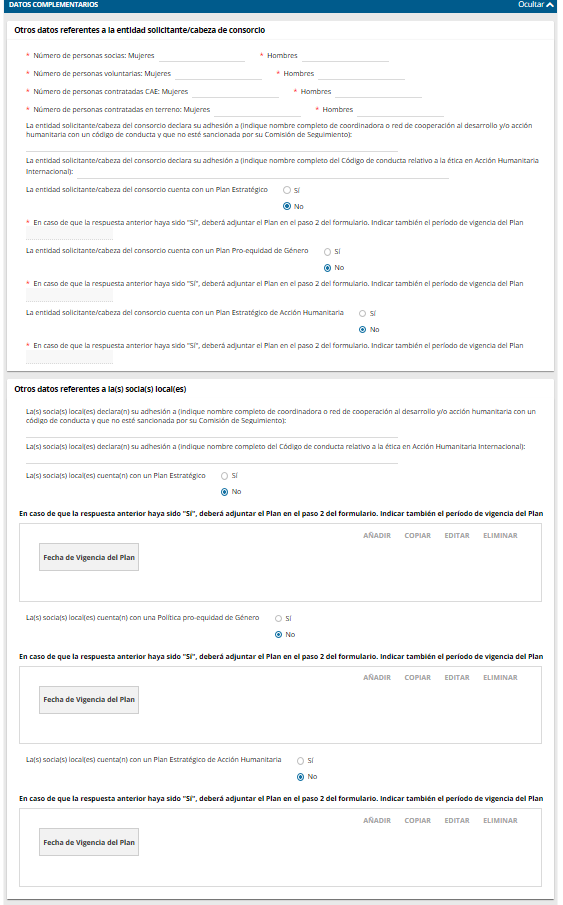 DATOS COMPLEMENTARIOS Ocultar
Otros datos referentes a la entidad solicitante/cabeza de consorcio
* Número de personas socias: Mujeres * Hombres
* Número de personas voluntarias: Mujeres * Hombres
* Número de personas contratadas CAE: Mujeres * Hombres
* Número de personas contratadas en terreno: Mujeres * Hombres
La entidad solicitante/cabeza del consorcio declara su adhesión a (indique nombre completo de coordinadora o red de cooperación al desarrollo y/o acción
humanitaria con un código de conducta y que no esté sancionada por su Comisión de Seguimiento):
La entidad solicitante/cabeza del consorcio declara su adhesión a (indique nombre completo del Código de conducta relativo a la ética en Acción Humanitaria
Internacional):
La entidad solicitante/cabeza del consorcio cuenta con un Plan Estratégico Sí
No
* En caso de que la respuesta anterior haya sido "Sí", deberá adjuntar el Plan en el paso 2 del formulario. Indicar también el período de vigencia del Plan
La entidad solicitante/cabeza del consorcio cuenta con un Plan Pro-equidad de Género Sí
No
* En caso de que la respuesta anterior haya sido "Sí", deberá adjuntar el Plan en el paso 2 del formulario. Indicar también el período de vigencia del Plan
La entidad solicitante/cabeza del consorcio cuenta con un Plan Estratégico de Acción Humanitaria Sí
No
* En caso de que la respuesta anterior haya sido "Sí", deberá adjuntar el Plan en el paso 2 del formulario. Indicar también el período de vigencia del Plan
Otros datos referentes a la(s) socia(s) local(es)
La(s) socia(s) local(es) declara(n) su adhesión a (indique nombre completo de coordinadora o red de cooperación al desarrollo y/o acción humanitaria con un
código de conducta y que no esté sancionada por su Comisión de Seguimiento):
La(s) socia(s) local(es) declara(n) su adhesión a (indique nombre completo del Código de conducta relativo a la ética en Acción Humanitaria Internacional):
La(s) socia(s) local(es) cuenta(n) con un Plan Estratégico Sí
No
En caso de que la respuesta anterior haya sido "Sí", deberá adjuntar el Plan en el paso 2 del formulario. Indicar también el período de vigencia del Plan
AÑADIR COPIAR EDITAR ELIMINAR
Fecha de Vigencia del Plan
La(s) socia(s) local(es) cuenta(n) con una Política pro-equidad de Género Sí
No
En caso de que la respuesta anterior haya sido "Sí", deberá adjuntar el Plan en el paso 2 del formulario. Indicar también el período de vigencia del Plan
AÑADIR COPIAR EDITAR ELIMINAR
Fecha de Vigencia del Plan
La(s) socia(s) local(es) cuenta(n) con un Plan Estratégico de Acción Humanitaria Sí
No
En caso de que la respuesta anterior haya sido "Sí", deberá adjuntar el Plan en el paso 2 del formulario. Indicar también el período de vigencia del Plan
AÑADIR COPIAR EDITAR ELIMINAR
Fecha de Vigencia del Plan